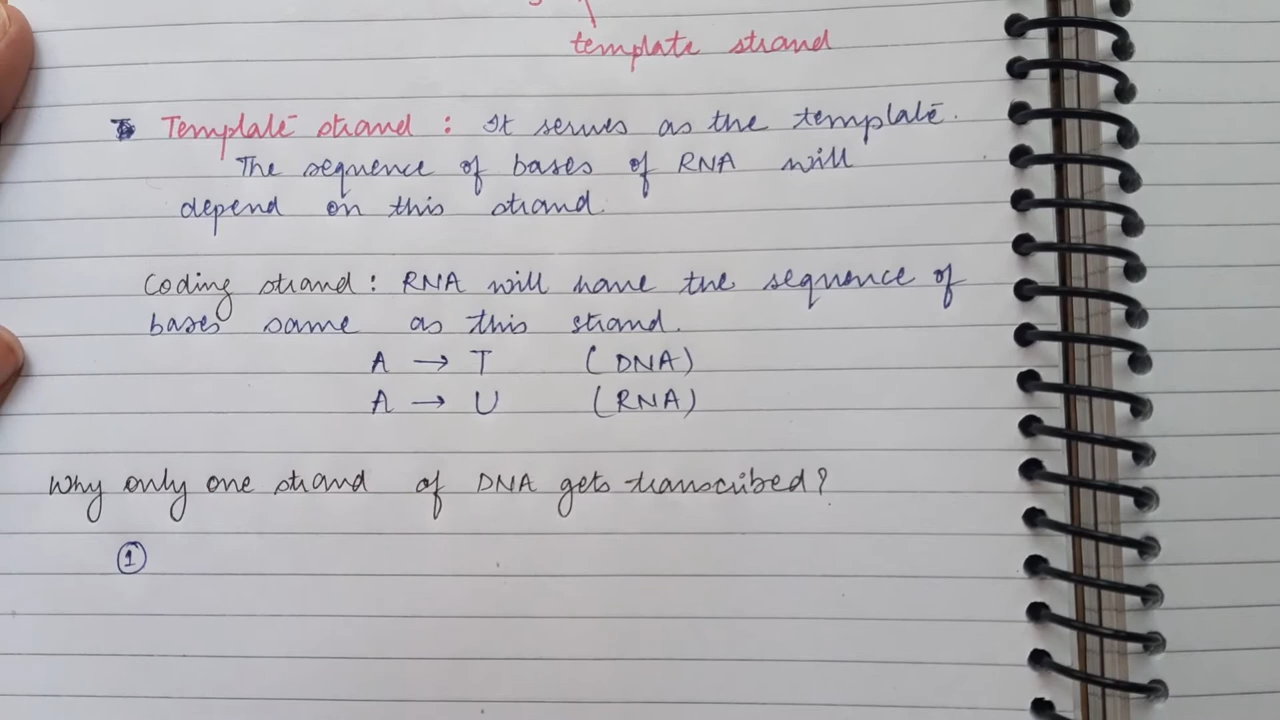 template strand
Template strand : It serves as the template.
The sequence of bases of RNA will
depend on this strand.
Coding strand : RNA will have the sequence of
bases same as this strand.
A → T (DNA)
A → U (RNA)
Why only one strand of DNA gets transcribed?
①